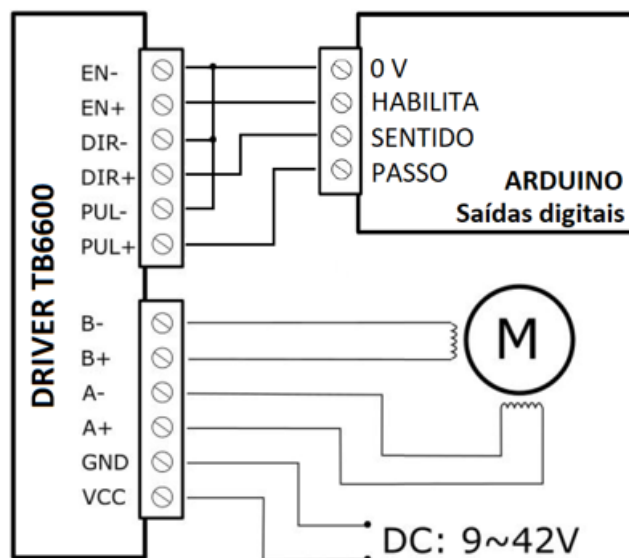 DRIVER TB6600
EN-
EN+
DIR-
DIR+
PUL-
PUL+
0 V
HABILITA
SENTIDO
PASSO
ARDUINO
Saídas digitais
B-
B+
A-
A+
GND
VCC
M
DC: 9~42V